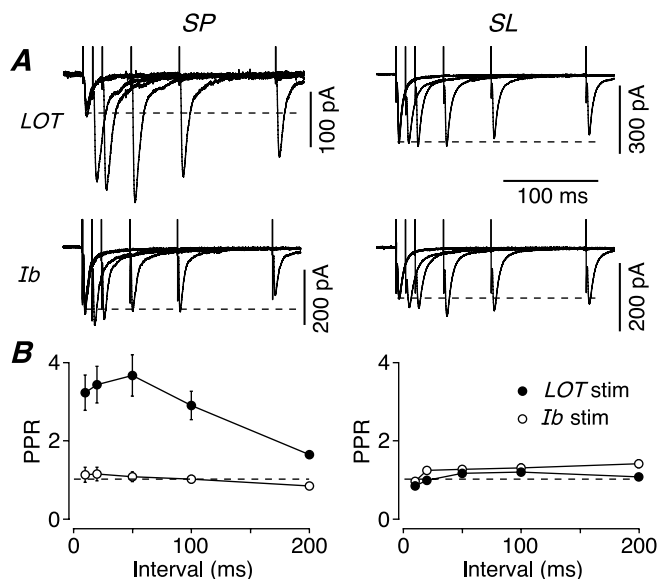 SP SL
A
LOT
100 pA
300 pA
100 ms
Ib
200 pA
200 pA
B
4
2
0
PPR
0 100 200
Interval (ms)
4
2
0
PPR
LOT stim
Ib stim
0 100 200
Interval (ms)